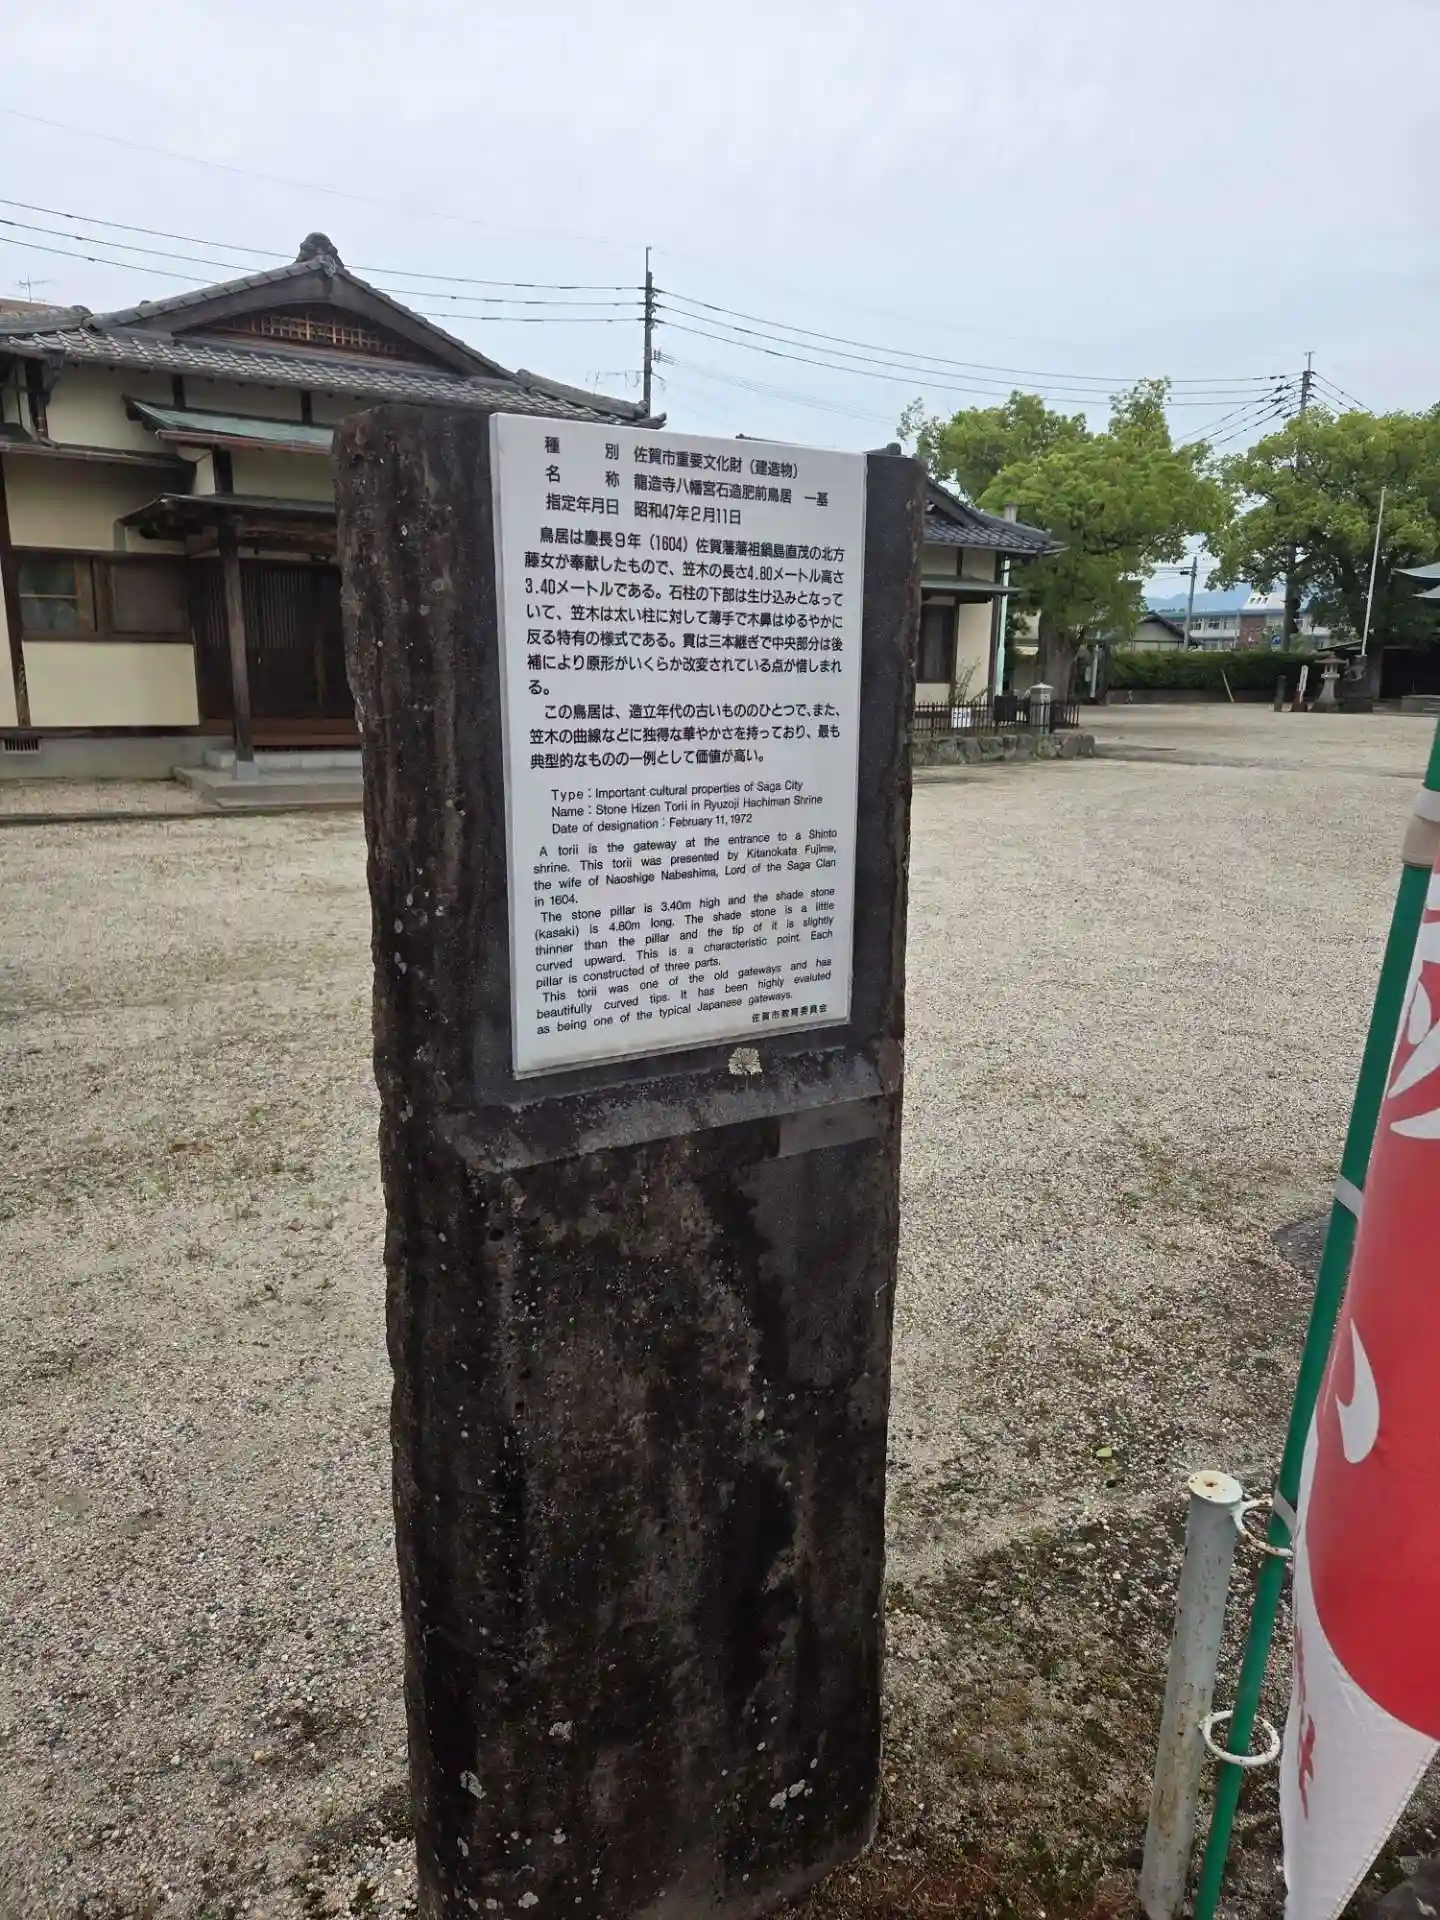 種別 佐賀市重要文化財（建造物）
名称 龍造寺八幡宮石造肥前鳥居 一基
指定年月日 昭和47年2月11日
鳥居は慶長9年（1604）佐賀藩藩祖鍋島直茂の北方
藤女が奉献したもので、笠木の長さ4.80メートル高さ
3.40メートルである。石柱の下部は生け込みとなって
いて、笠木は太い柱に対して薄手で木鼻はゆるやかに
反る特有の様式である。貫は三本継ぎで中央部分は後
補により原形がいくらか改変されている点が惜しまれ
る。
この鳥居は、造立年代の古いもののひとつで、また、
笠木の曲線などに独得な華やかさを持っており、最も
典型的なものの一例として価値が高い。
Type : Important cultural properties of Saga City
Name : Stone Hizen Torii in Ryuzoji Hachiman Shrine
Date of designation : February 11, 1972
A torii is the gateway at the entrance to a Shinto
shrine. This torii was presented by Kitanokata Fujime,
the wife of Naoshige Nabeshima, Lord of the Saga Clan
in 1604.
The stone pillar is 3.40m high and the shade stone
(kasaki) is 4.80m long. The shade stone is a little
thinner than the pillar and the tip of it is slightly
curved upward. This is a characteristic point. Each
pillar is constructed of three parts.
This torii was one of the old gateways and has
beautifully curved tips. It has been highly evaluted
as being one of the typical Japanese gateways.
佐賀市教育委員会